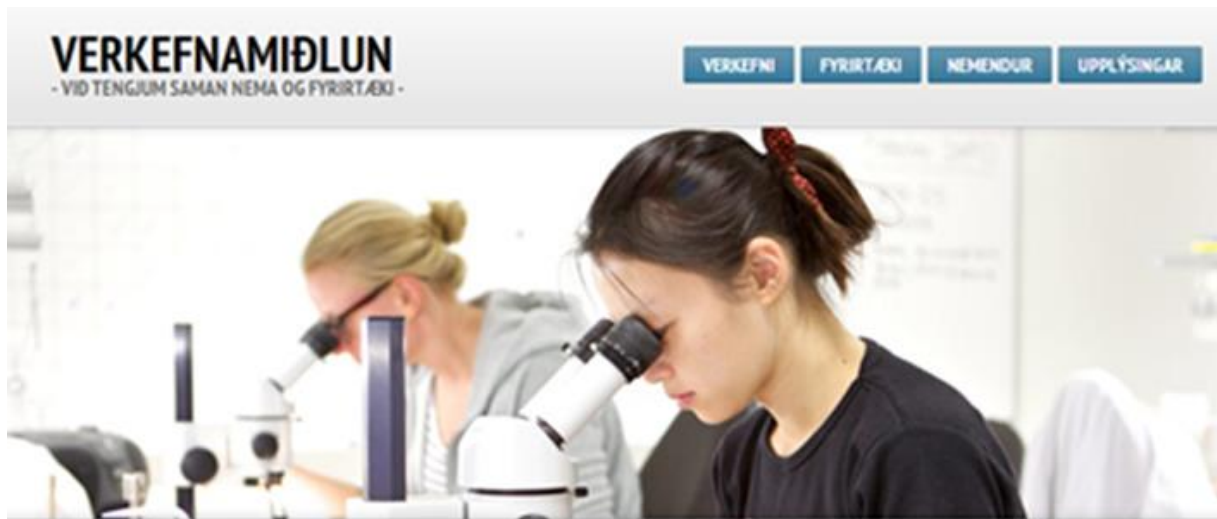 VERKEFNAMIÐLUN
- VIÐ TENGJUM SAMAN NEMA OG FYRIRTÆKI -
VERKEFNI FYRIRTÆKI NEMENDUR UPPLÝSINGAR